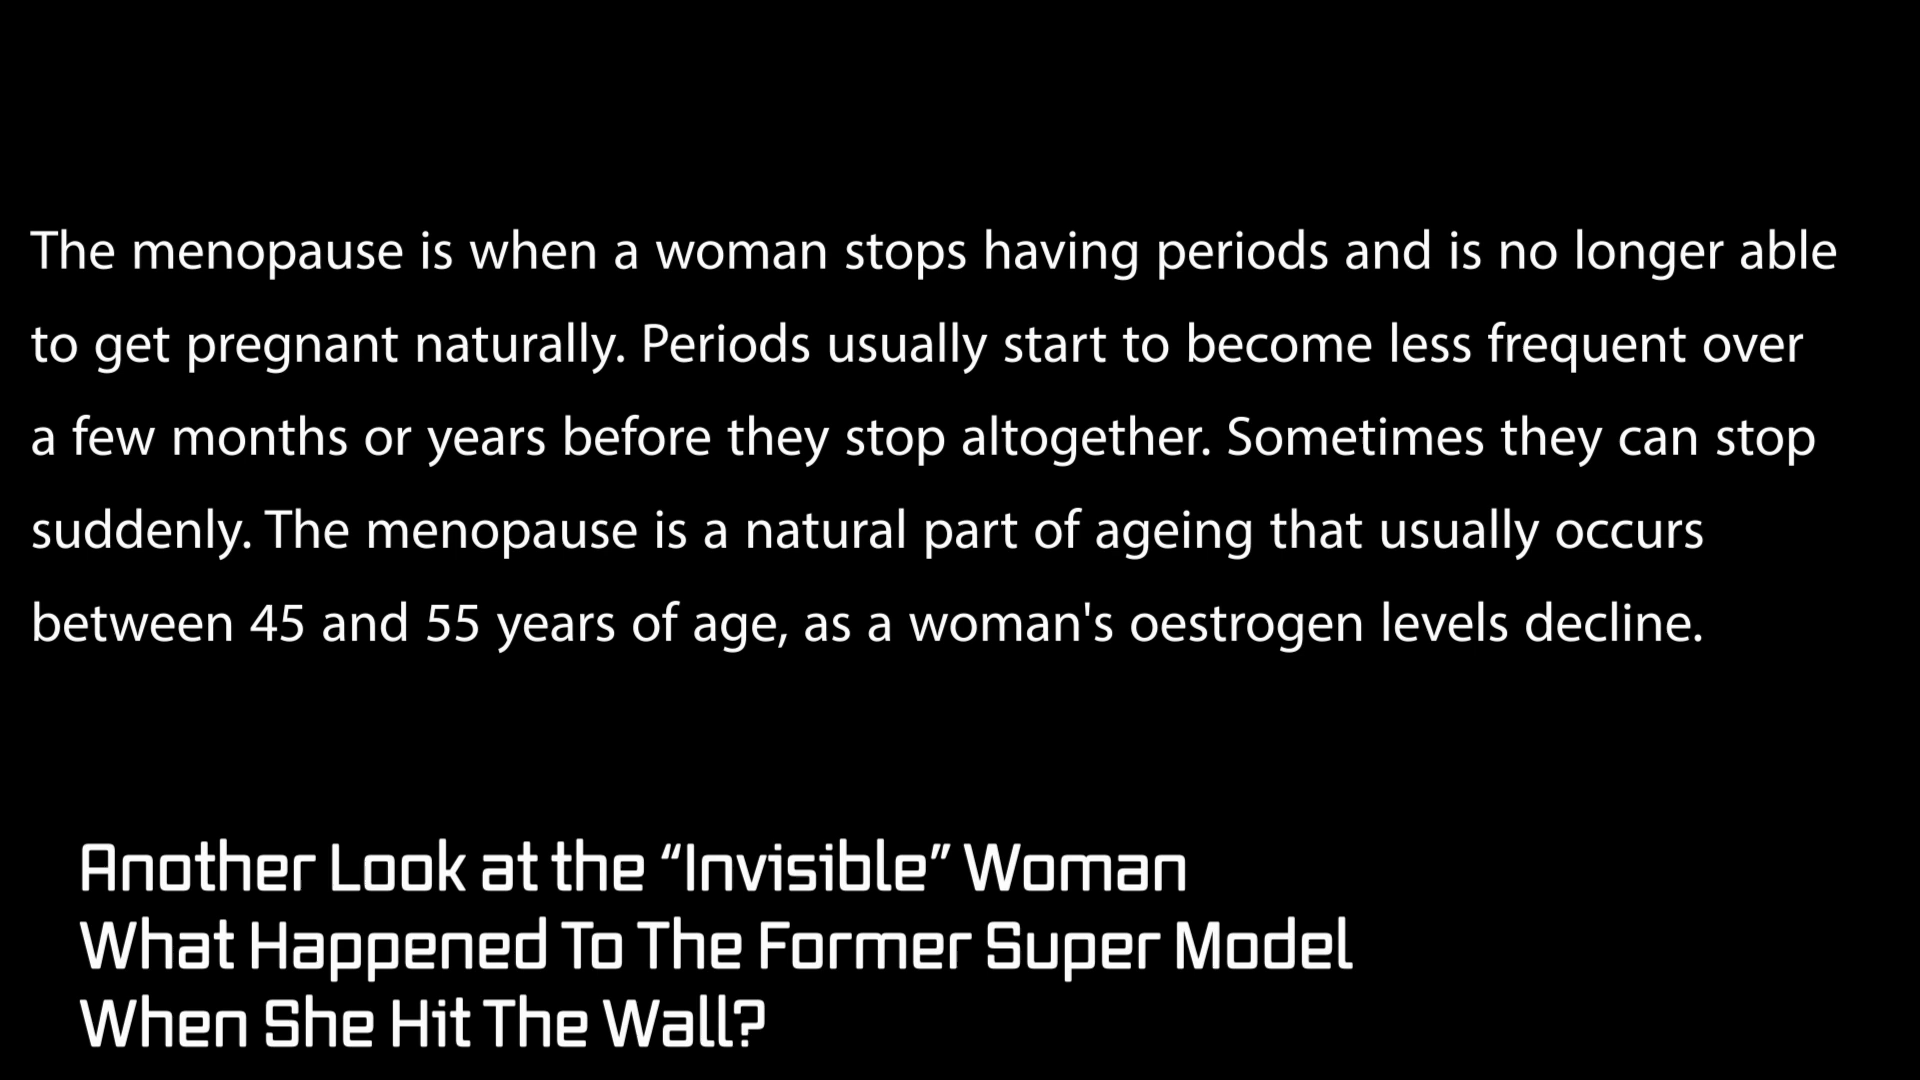 The menopause is when a woman stops having periods and is no longer able
to get pregnant naturally. Periods usually start to become less frequent over
a few months or years before they stop altogether. Sometimes they can stop
suddenly. The menopause is a natural part of ageing that usually occurs
between 45 and 55 years of age, as a woman's oestrogen levels decline.
Another Look at the “Invisible” Woman
What Happened To The Former Super Model
When She Hit The Wall?